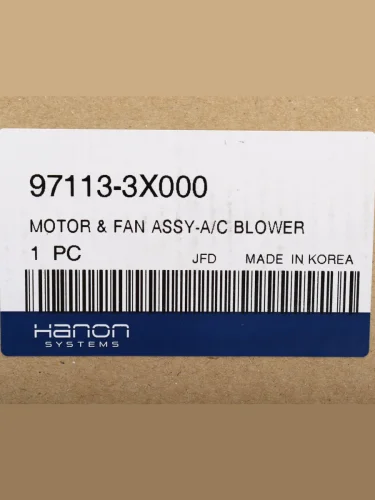 97113-3X000
MOTOR & FAN ASSY-A/C BLOWER
1 PC JFD MADE IN KOREA
Hanon
SYSTEMS